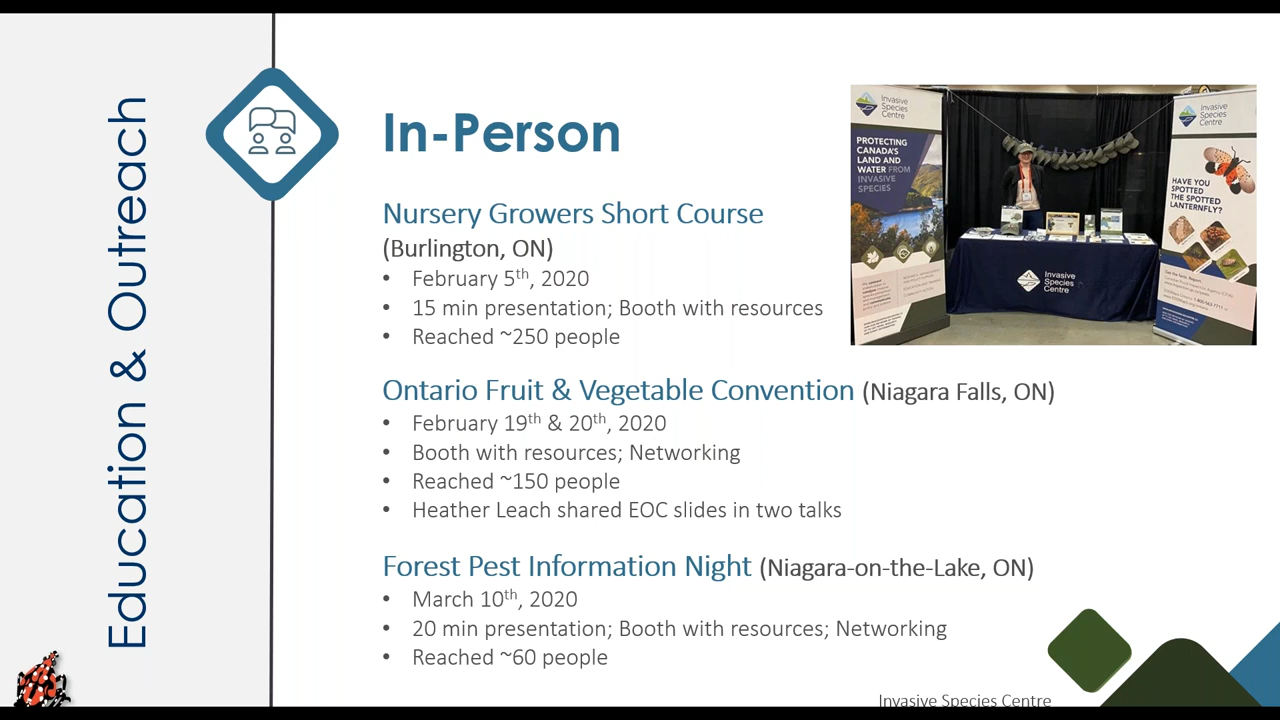 Education & Outreach
In-Person
Nursery Growers Short Course
(Burlington, ON)
• February 5th, 2020
• 15 min presentation; Booth with resources
• Reached ~250 people
Ontario Fruit & Vegetable Convention (Niagara Falls, ON)
• February 19th & 20th, 2020
• Booth with resources; Networking
• Reached ~150 people
• Heather Leach shared EOC slides in two talks
Forest Pest Information Night (Niagara-on-the-Lake, ON)
• March 10th, 2020
• 20 min presentation; Booth with resources; Networking
• Reached ~60 people
Invasive
Species
Centre
PROTECTING
CANADA'S
LAND AND
WATER FROM
INVASIVE
SPECIES
Invasive
Species
Centre
Invasive
Species
Centre
HAVE YOU
SPOTTED
THE SPOTTED
LANTERNFLY?
Invasive Species Centre